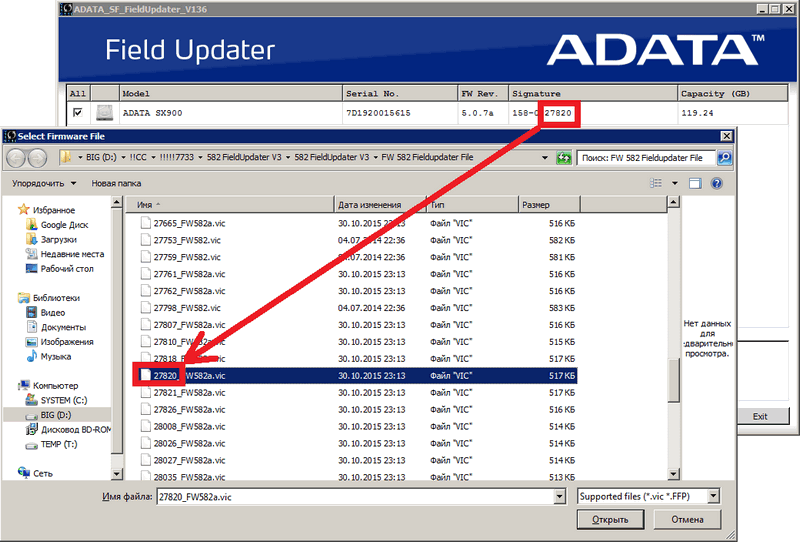 ADATA_SF_FieldUpdater_V136
Field Updater
ADATA™
All Model Serial No. FW Rev. Signature Capacity (GB)
ADATA SX900 7D1920015615 5.0.7a 158-0 27820 119.24
Select Firmware File
BIG (D:) !!CC !!!!!7733 582 FieldUpdater V3 582 FieldUpdater V3 FW 582 Fieldupdater File
Поиск: FW 582 Fieldupdater File
Упорядочить Новая папка
Избранное
Google Диск
Загрузки
Недавние места
Рабочий стол
Библиотеки
Видео
Документы
Изображения
Музыка
Компьютер
SYSTEM (C:)
BIG (D:)
Дисковод BD-ROM
TEMP (T:)
Сеть
Имя Дата изменения Тип Размер
27665_FW582a.vic 30.10.2015 23:13 Файл "VIC" 516 КБ
27753_FW582.vic 04.07.2014 22:36 Файл "VIC" 582 КБ
27759_FW582.vic 04.07.2014 22:36 Файл "VIC" 581 КБ
27761_FW582a.vic 30.10.2015 23:13 Файл "VIC" 516 КБ
27762_FW582a.vic 30.10.2015 23:13 Файл "VIC" 516 КБ
27798_FW582.vic 04.07.2014 22:36 Файл "VIC" 583 КБ
27807_FW582a.vic 30.10.2015 23:13 Файл "VIC" 516 КБ
27810_FW582a.vic 30.10.2015 23:13 Файл "VIC" 515 КБ
27818_FW582a.vic 30.10.2015 23:13 Файл "VIC" 517 КБ
27820_FW582a.vic 30.10.2015 23:13 Файл "VIC" 517 КБ
27821_FW582a.vic 30.10.2015 23:13 Файл "VIC" 517 КБ
27826_FW582a.vic 30.10.2015 23:13 Файл "VIC" 516 КБ
28008_FW582a.vic 30.10.2015 23:13 Файл "VIC" 514 КБ
28026_FW582a.vic 30.10.2015 23:13 Файл "VIC" 514 КБ
28027_FW582a.vic 30.10.2015 23:13 Файл "VIC" 514 КБ
28035_FW582a.vic 30.10.2015 23:13 Файл "VIC" 513 КБ
Нет данных
для
едварительн
просмотра.
Exit
Имя файла: 27820_FW582a.vic Supported files (*.vic *.FFP)
Открыть Отмена